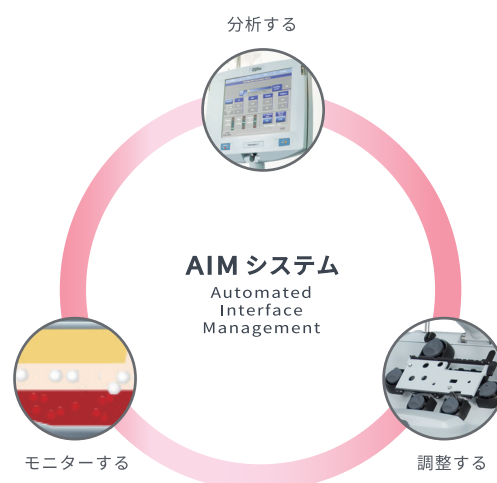 分析する
AIM システム
Automated
Interface
Management
モニターする
調整する